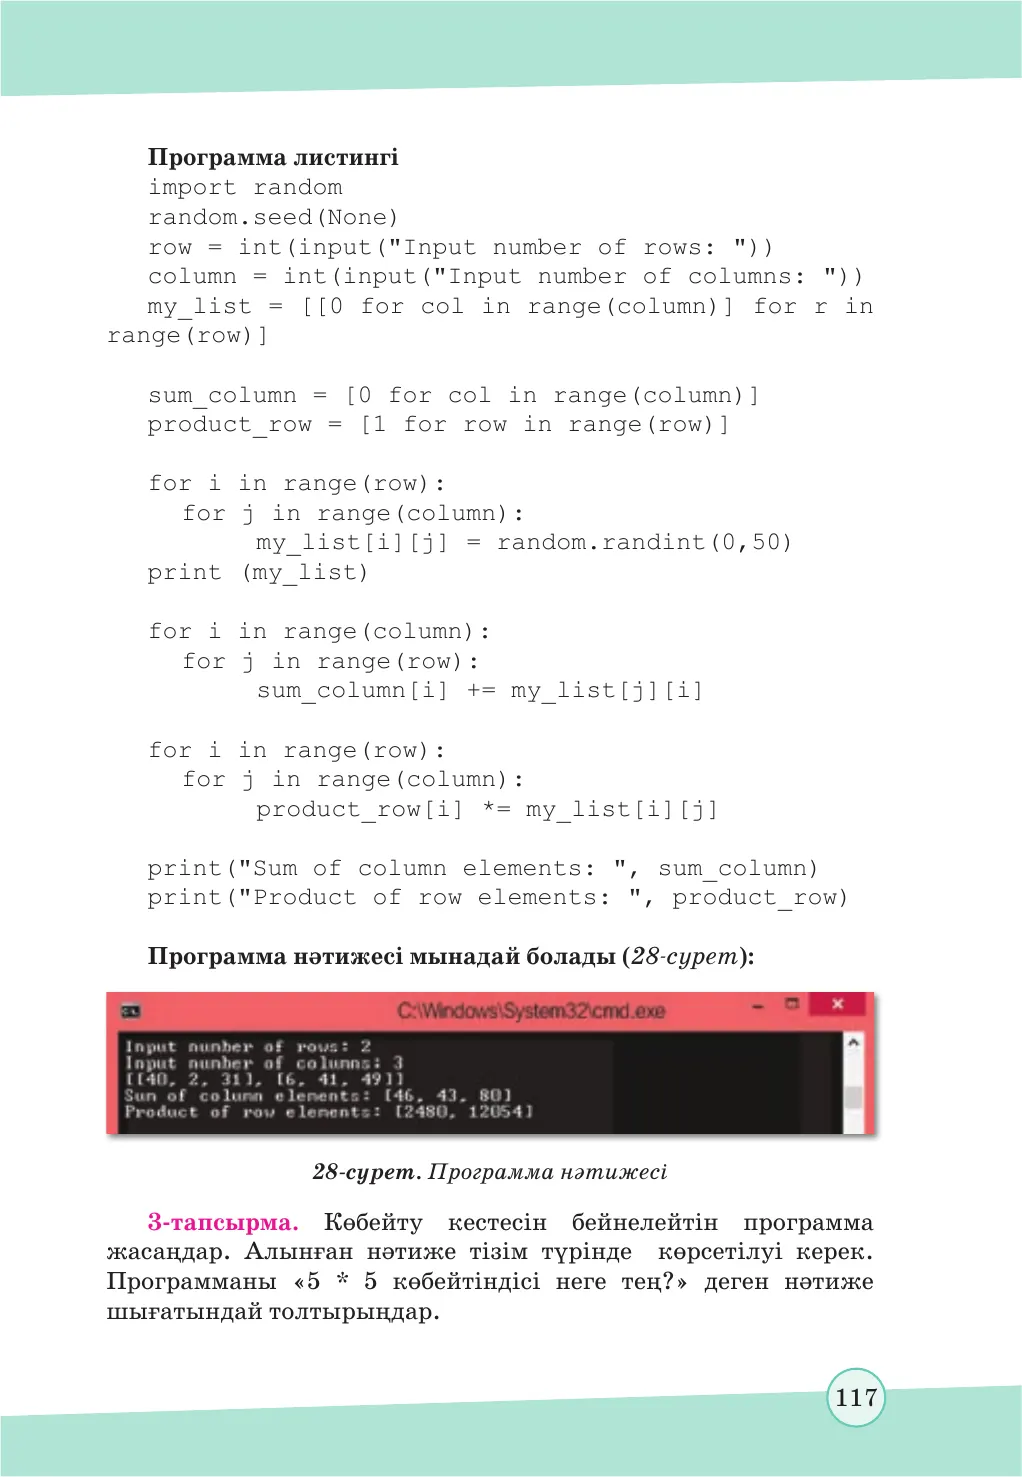 Программа листингі
import random
random.seed(None)
row = int(input("Input number of rows: "))
column = int(input("Input number of columns: "))
my_list = [[0 for col in range(column)] for r in
range(row)]
sum_column = [0 for col in range(column)]
product_row = [1 for row in range(row)]
for i in range(row):
for j in range(column):
my_list[i][j] = random.randint(0,50)
print (my_list)
for i in range(column):
for j in range(row):
sum_column[i] += my_list[j][i]
for i in range(row):
for j in range(column):
product_row[i] *= my_list[i][j]
print("Sum of column elements: ", sum_column)
print("Product of row elements: ", product_row)
Программа нәтижесі мынадай болады (28-сурет):
C:\Windows\System32\cmd.exe
Input number of rows: 2
Input number of columns: 3
[[40, 2, 31], [6, 41, 49]]
Sum of column elements: [46, 43, 80]
Product of row elements: [2480, 12054]
28-сурет. Программа нәтижесі
3-тапсырма. Көбейту кестесін бейнелейтін программа
жасаңдар. Алынған нәтиже тізім түрінде көрсетілуі керек.
Программаны «5 * 5 көбейтіндісі неге тең?» деген нәтиже
шығатындай толтырыңдар.
117